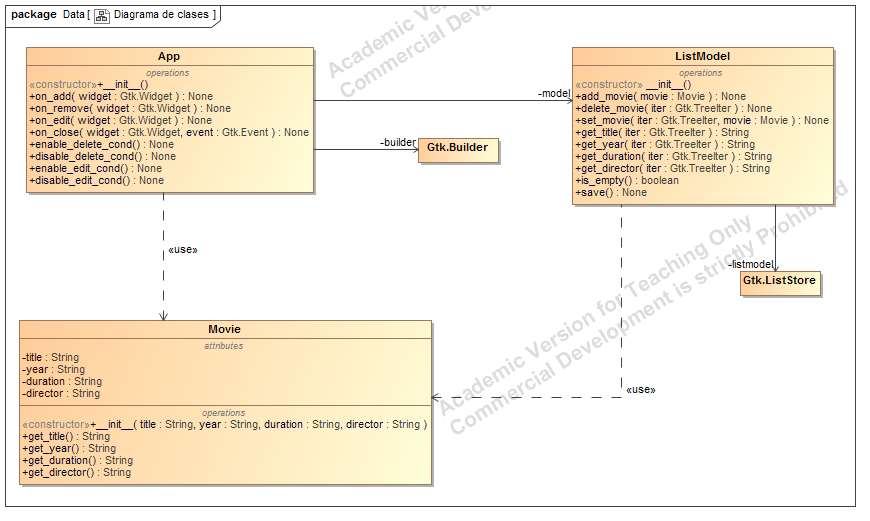 package Data [ Diagrama de clases ]
Academic Version for Teaching Only
Commercial Development is strictly Prohibited
App
operations
«constructor»+__init__()
+on_add( widget : Gtk.Widget ) : None
+on_remove( widget : Gtk.Widget ) : None
+on_edit( widget : Gtk.Widget ) : None
+on_close( widget : Gtk.Widget, event : Gtk.Event ) : None
+enable_delete_cond() : None
+disable_delete_cond() : None
+enable_edit_cond() : None
+disable_edit_cond() : None
-model
-builder
Gtk.Builder
ListModel
operations
«constructor» __init__()
+add_movie( movie : Movie ) : None
+delete_movie( iter : Gtk.TreeIter ) : None
+set_movie( iter : Gtk.TreeIter, movie : Movie ) : None
+get_title( iter : Gtk.TreeIter ) : String
+get_year( iter : Gtk.TreeIter ) : String
+get_duration( iter : Gtk.TreeIter ) : String
+get_director( iter : Gtk.TreeIter ) : String
+is_empty() : boolean
+save() : None
«use»
-listmodel
Gtk.ListStore
Movie
attributes
-title : String
-year : String
-duration : String
-director : String
operations
«constructor»+__init__( title : String, year : String, duration : String, director : String )
+get_title() : String
+get_year() : String
+get_duration() : String
+get_director() : String
«use»
Academic Version for Teaching Only
Commercial Development is strictly Prohibited